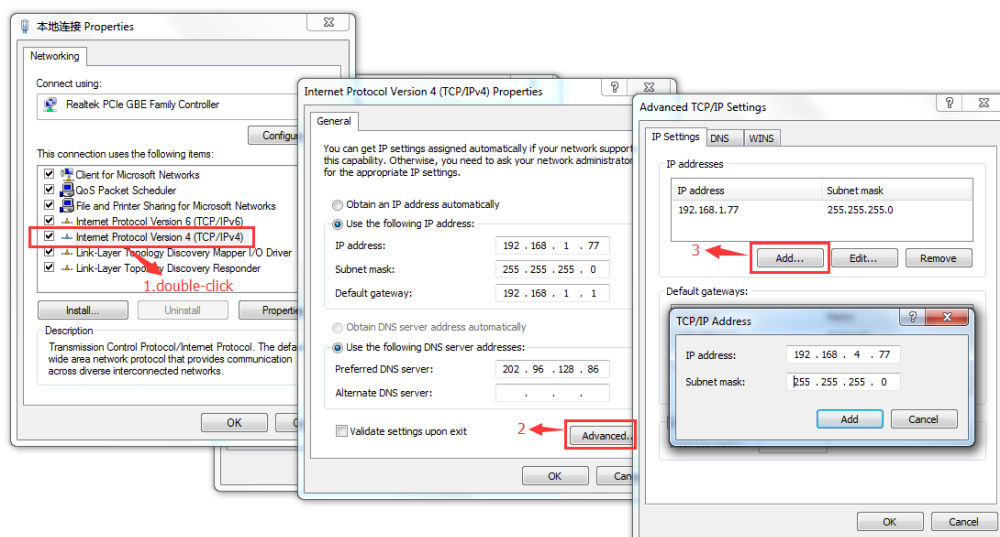 本地连接 Properties
Networking
Connect using:
Realtek PCIe GBE Family Controller
This connection uses the following items:
Client for Microsoft Networks
QoS Packet Scheduler
File and Printer Sharing for Microsoft Networks
Internet Protocol Version 6 (TCP/IPv6)
Internet Protocol Version 4 (TCP/IPv4)
Link-Layer Topology Discovery Mapper I/O Driver
Link-Layer Topology Discovery Responder
1.double-click
Install...
Uninstall
Description
Transmission Control Protocol/Internet Protocol. The
wide area network protocol that provides communication
across diverse interconnected networks.
OK
Internet Protocol Version 4 (TCP/IPv4) Properties
General
You can get IP settings assigned automatically if your network
this capability. Otherwise, you need to ask your network administrator
for the appropriate IP settings.
Obtain an IP address automatically
Use the following IP address:
IP address:
192 . 168 . 1 . 77
Subnet mask:
255 . 255 . 255 . 0
Default gateway:
192 . 168 . 1 . 1
Obtain DNS server address automatically
Use the following DNS server addresses:
Preferred DNS server:
202 . 96 . 128 . 86
Alternate DNS server:
. . .
Validate settings upon exit
2
Advanced..
OK
Advanced TCP/IP Settings
IP Settings
DNS
WINS
IP addresses
IP address
Subnet mask
192.168.1.77
255.255.255.0
3
Add...
Edit...
Remove
Default gateways:
TCP/IP Address
IP address:
192 . 168 . 4 . 77
Subnet mask:
255 . 255 . 255 . 0
Add
Cancel
OK
Cancel